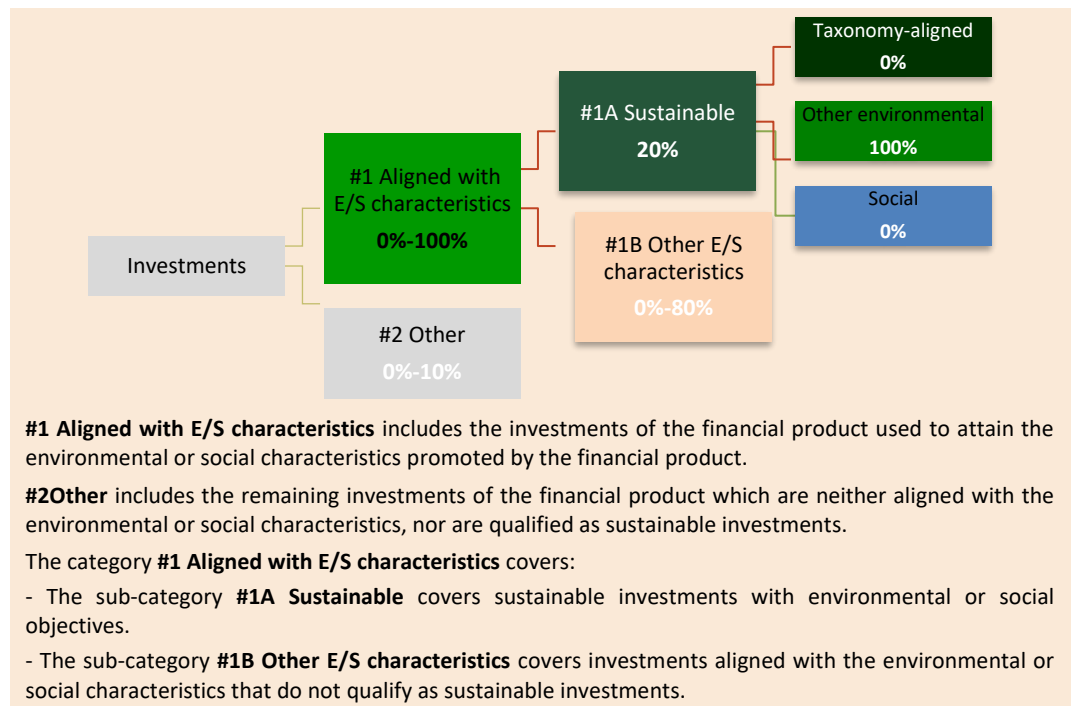 Taxonomy-aligned
0%
#1A Sustainable
20%
Other environmental
100%
#1 Aligned with
E/S characteristics
0%-100%
Social
0%
#1B Other E/S
characteristics
0%-80%
Investments
#2 Other
0%-10%
#1 Aligned with E/S characteristics includes the investments of the financial product used to attain the
environmental or social characteristics promoted by the financial product.
#2Other includes the remaining investments of the financial product which are neither aligned with the
environmental or social characteristics, nor are qualified as sustainable investments.
The category #1 Aligned with E/S characteristics covers:
- The sub-category #1A Sustainable covers sustainable investments with environmental or social
objectives.
- The sub-category #1B Other E/S characteristics covers investments aligned with the environmental or
social characteristics that do not qualify as sustainable investments.